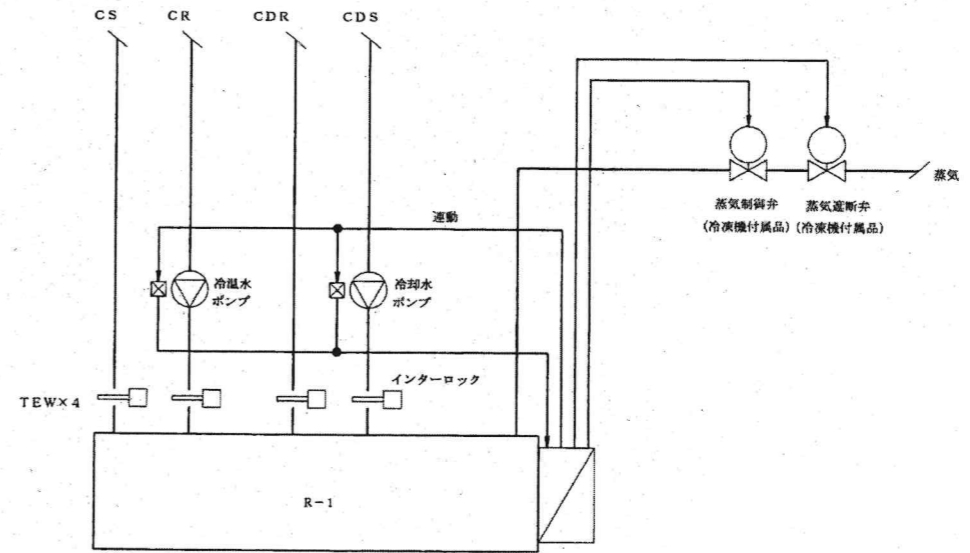 CS CR CDR CDS
蒸気
蒸気制御弁 蒸気遮断弁
(冷凍機付属品) (冷凍機付属品)
連動
冷温水
ポンプ
冷却水
ポンプ
インターロック
TEW×4
R-1